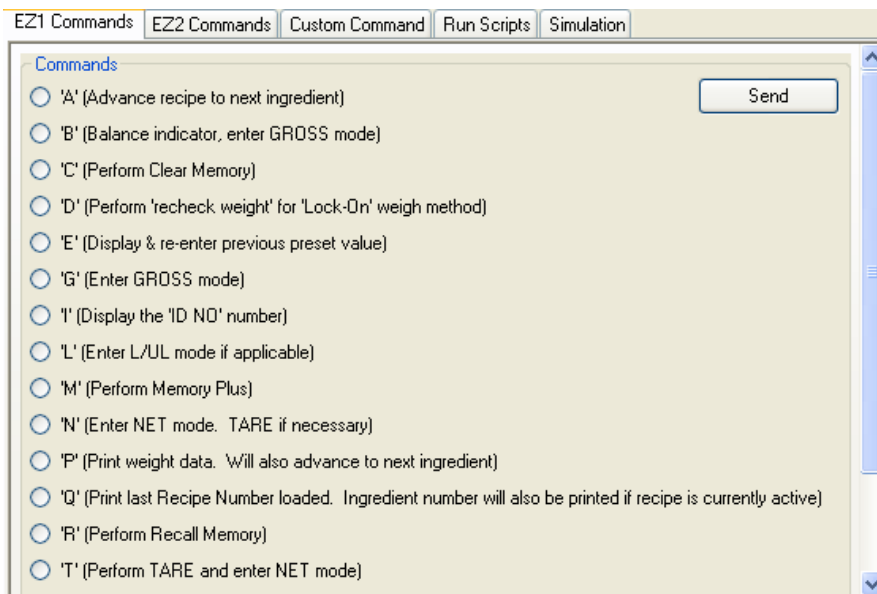 EZ1 Commands EZ2 Commands Custom Command Run Scripts Simulation
Commands
Send
'A' (Advance recipe to next ingredient)
'B' (Balance indicator, enter GROSS mode)
'C' (Perform Clear Memory)
'D' (Perform 'recheck weight' for 'Lock-On' weigh method)
'E' (Display & re-enter previous preset value)
'G' (Enter GROSS mode)
'I' (Display the 'ID NO' number)
'L' (Enter L/UL mode if applicable)
'M' (Perform Memory Plus)
'N' (Enter NET mode.  TARE if necessary)
'P' (Print weight data.  Will also advance to next ingredient)
'Q' (Print last Recipe Number loaded.  Ingredient number will also be printed if recipe is currently active)
'R' (Perform Recall Memory)
'T' (Perform TARE and enter NET mode)